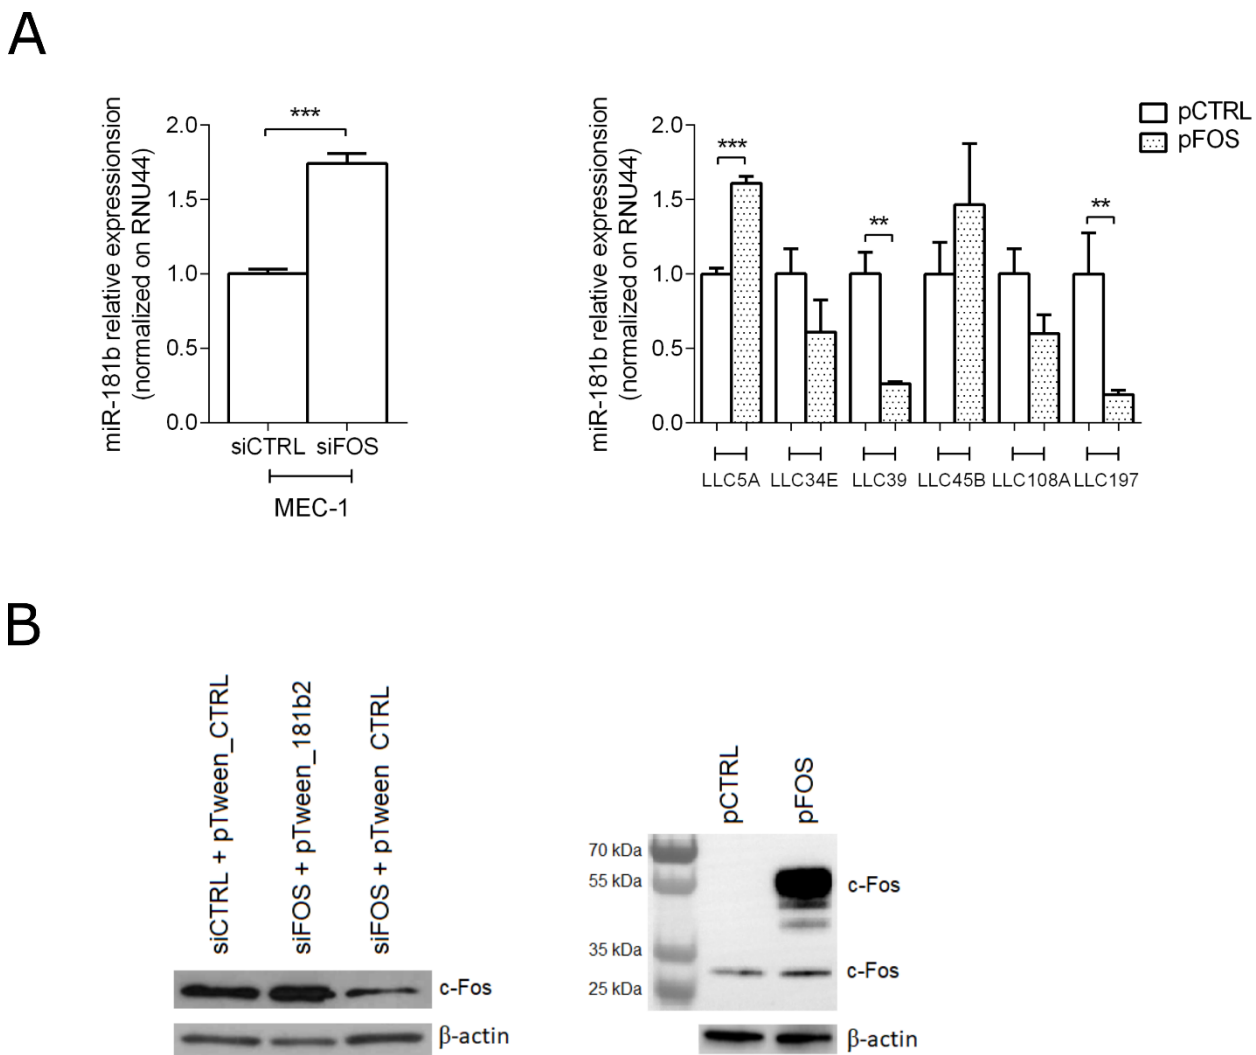 A
miR-181b relative expressionsion
(normalized on RNU44)
2.0
1.5
1.0
0.5
0.0
***
siCTRL siFOS
MEC-1
miR-181b relative expressionsion
(normalized on RNU44)
2.0
1.5
1.0
0.5
0.0
***
**
**
LLC5A LLC34E LLC39 LLC45B LLC108A LLC197
pCTRL
pFOS
B
siCTRL + pTween_CTRL
siFOS + pTween_181b2
siFOS + pTween CTRL
c-Fos
β-actin
pCTRL
pFOS
70 kDa
55 kDa
35 kDa
25 kDa
c-Fos
c-Fos
β-actin